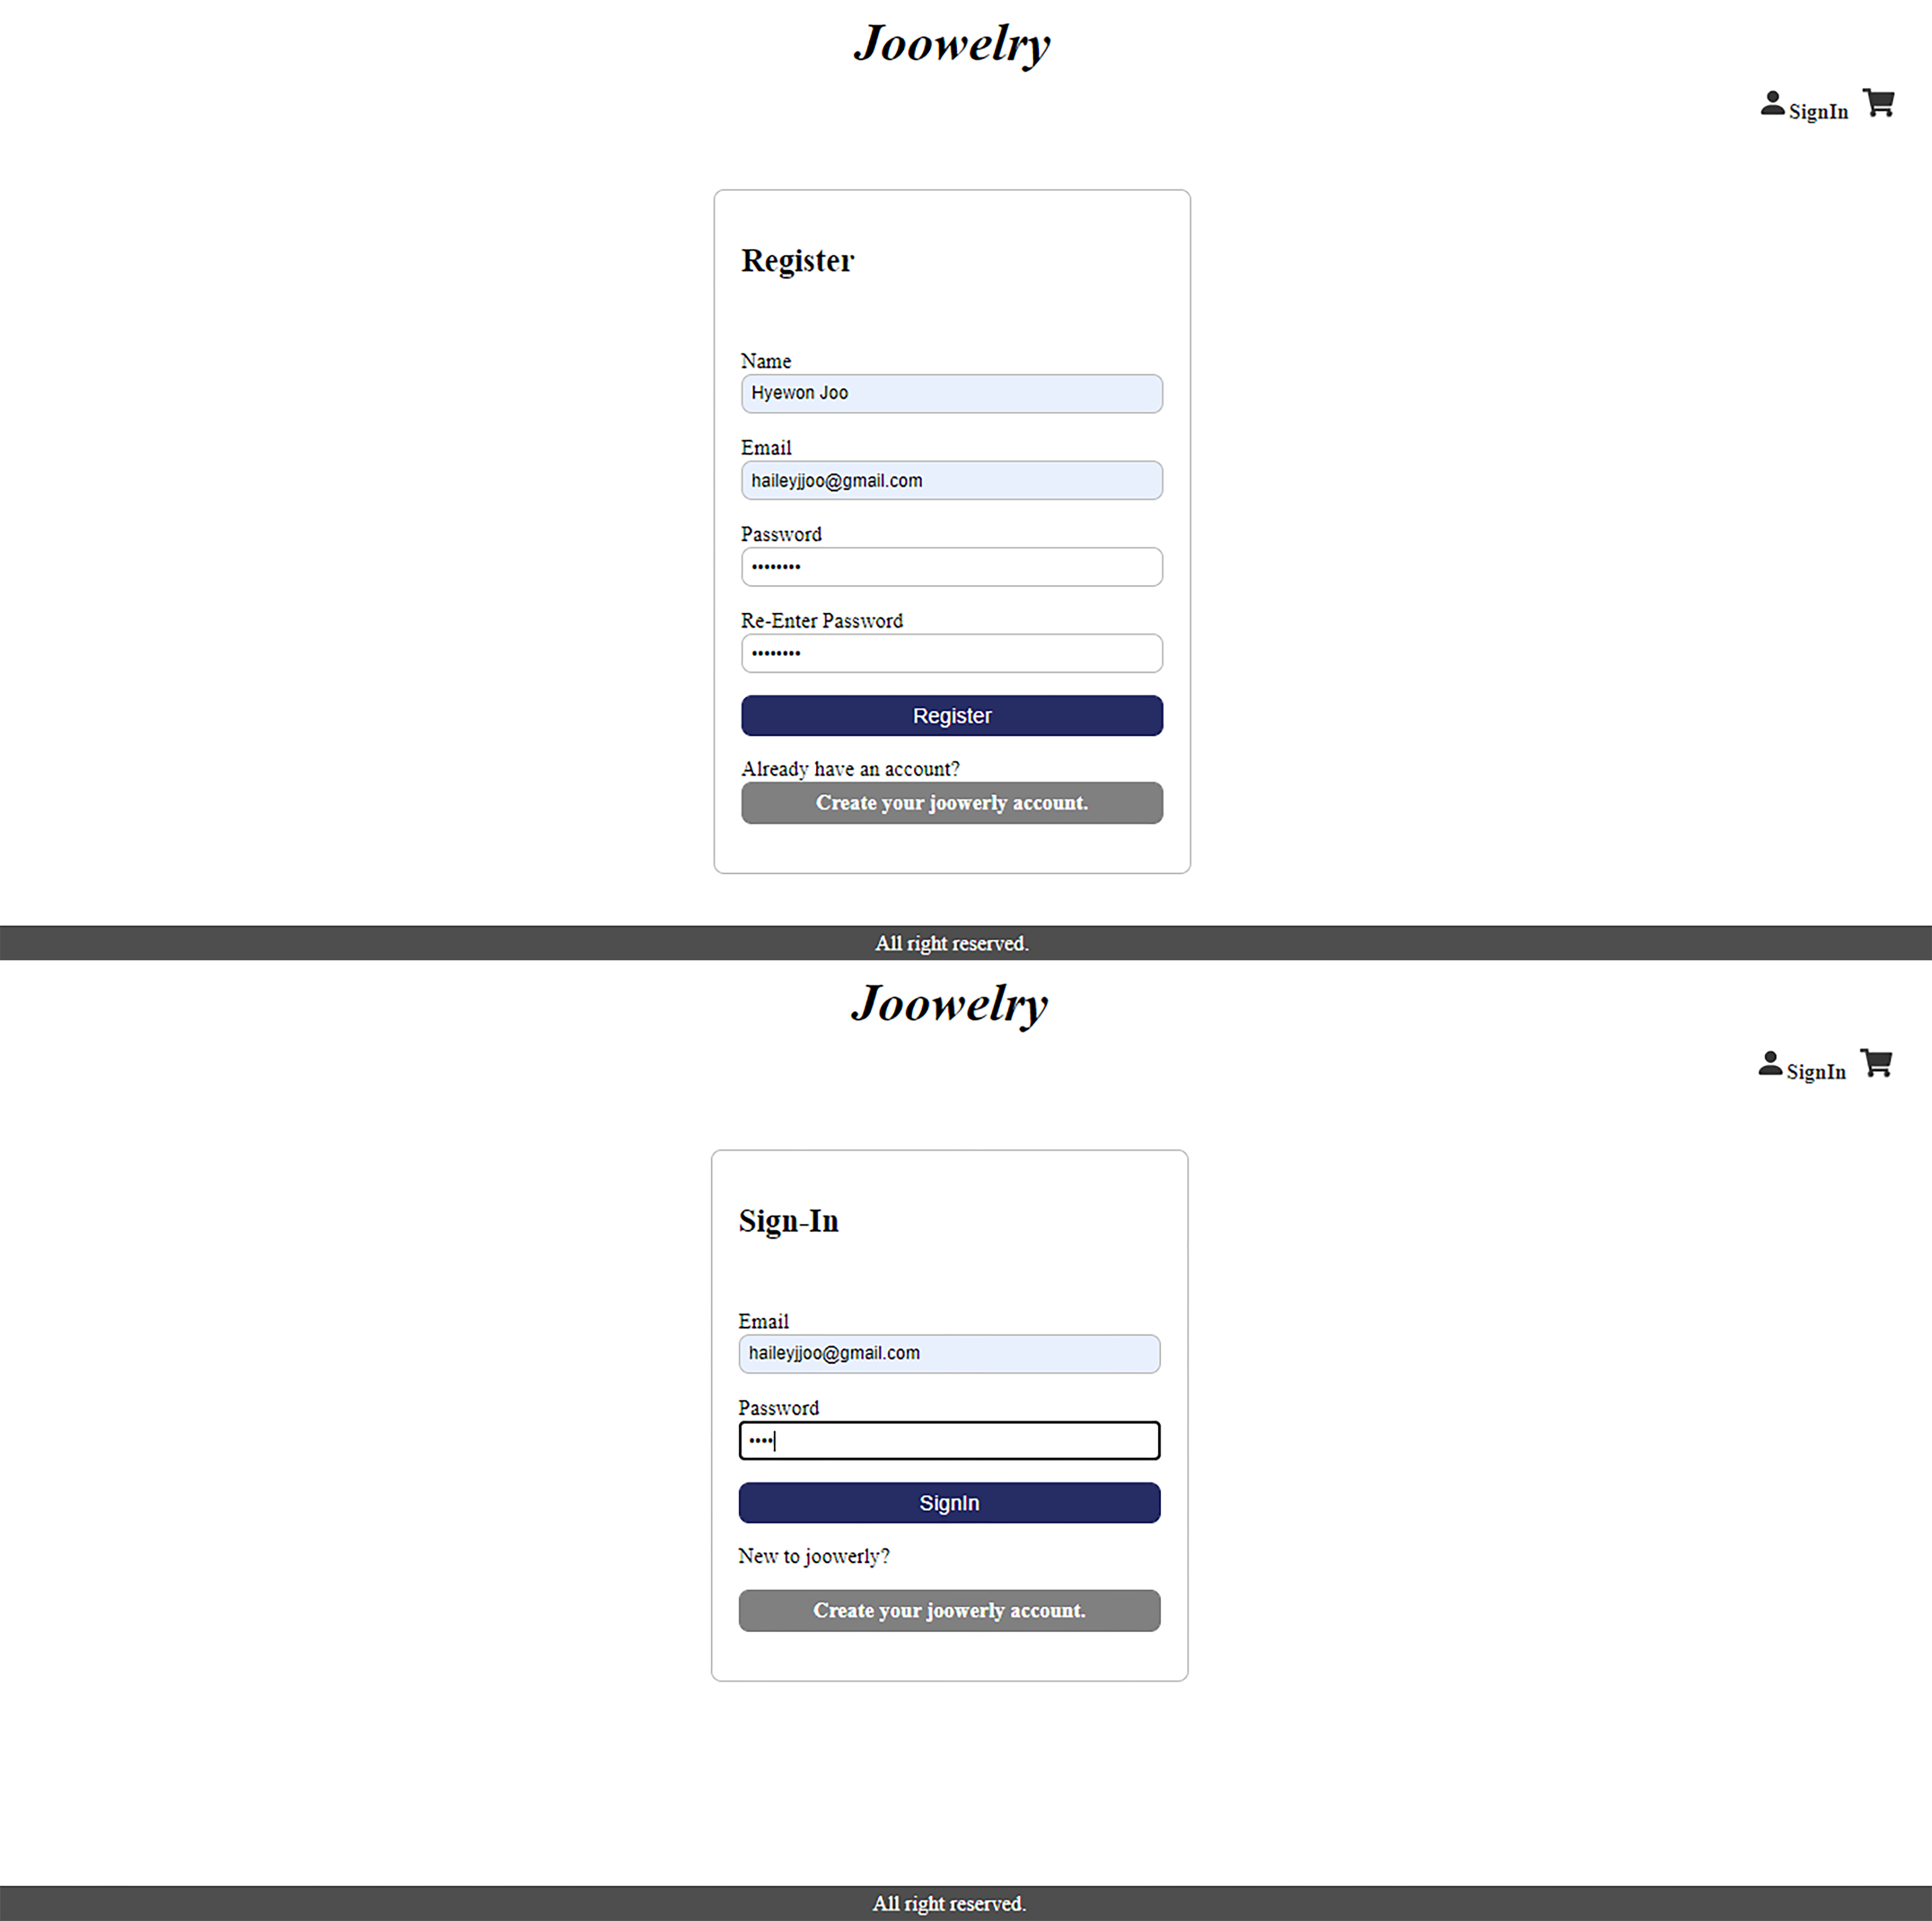 Joowelry
SignIn
Register
Name
Hyewon Joo
Email
haileyjjoo@gmail.com
Password
••••••••
Re-Enter Password
••••••••
Register
Already have an account?
Create your joowerly account.
All right reserved.
Joowelry
SignIn
Sign-In
Email
haileyjjoo@gmail.com
Password
••••
SignIn
New to joowerly?
Create your joowerly account.
All right reserved.